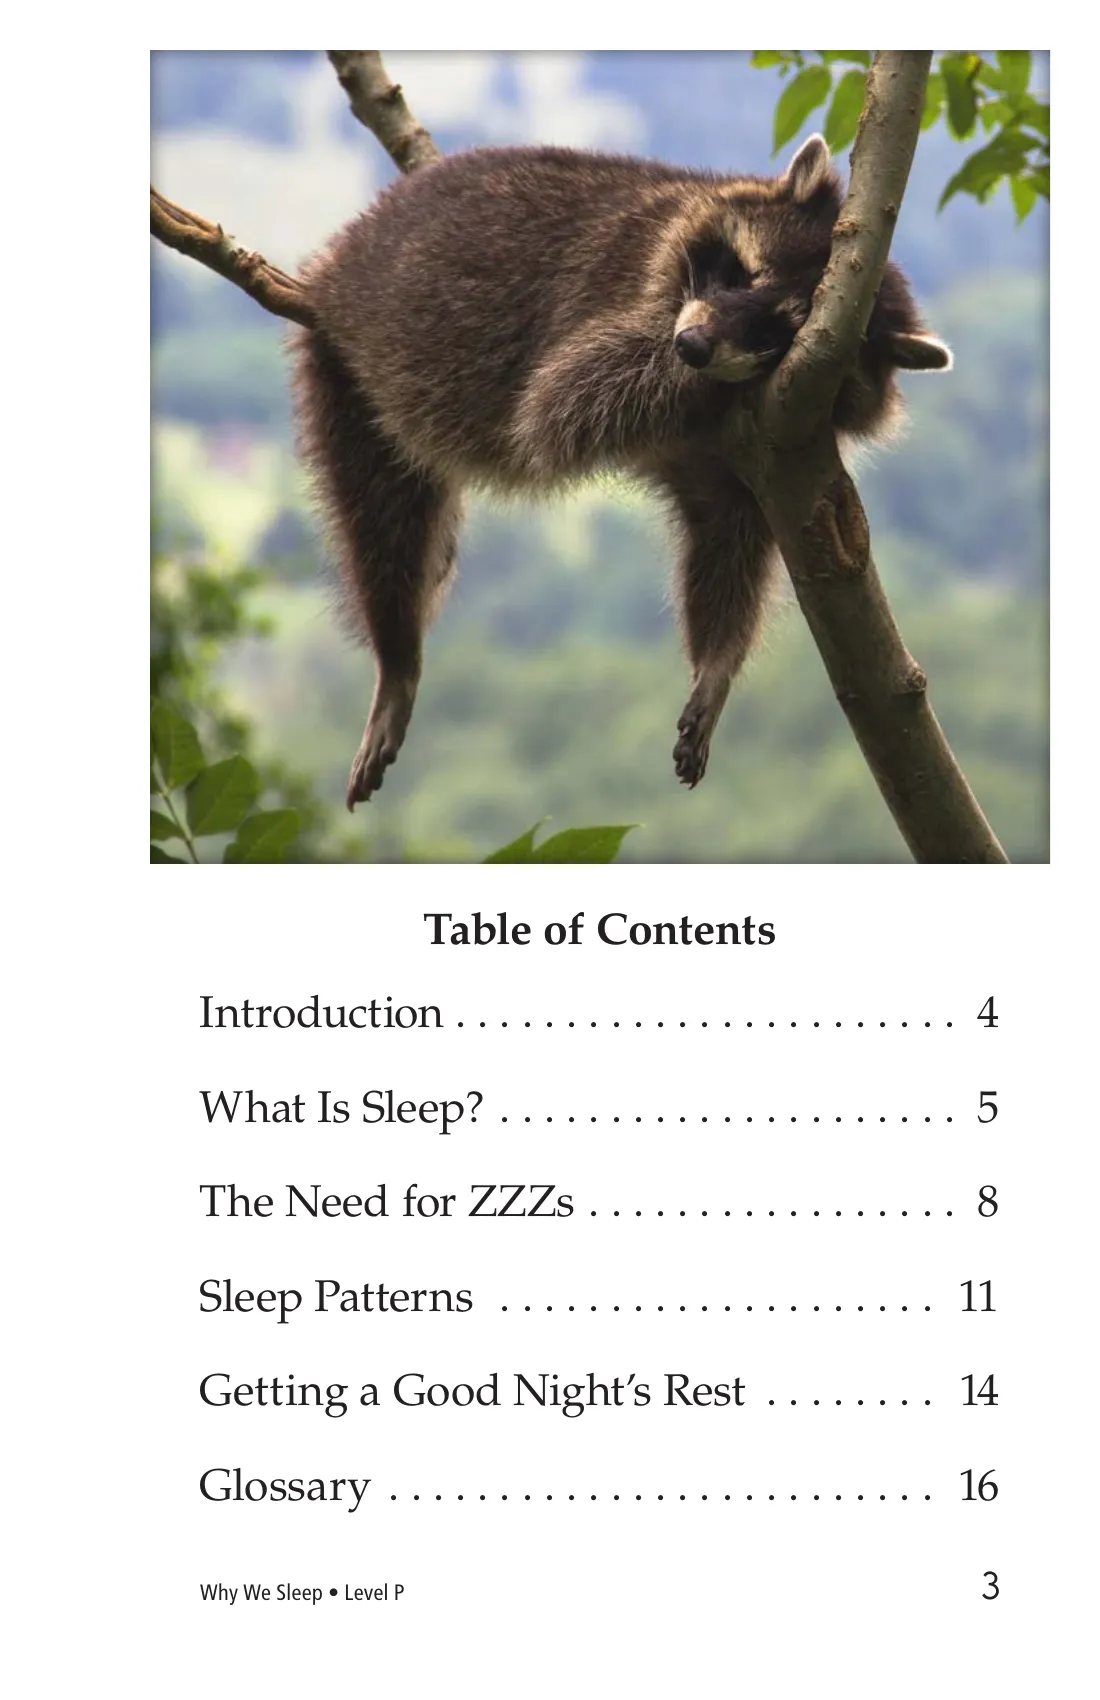 Table of Contents
Introduction . . . . . . . . . . . . . . . . . . . . . . . 4
What Is Sleep? . . . . . . . . . . . . . . . . . . . . . 5
The Need for ZZZs . . . . . . . . . . . . . . . . . 8
Sleep Patterns . . . . . . . . . . . . . . . . . . . . 11
Getting a Good Night’s Rest . . . . . . . . 14
Glossary . . . . . . . . . . . . . . . . . . . . . . . . . 16
Why We Sleep • Level P 3